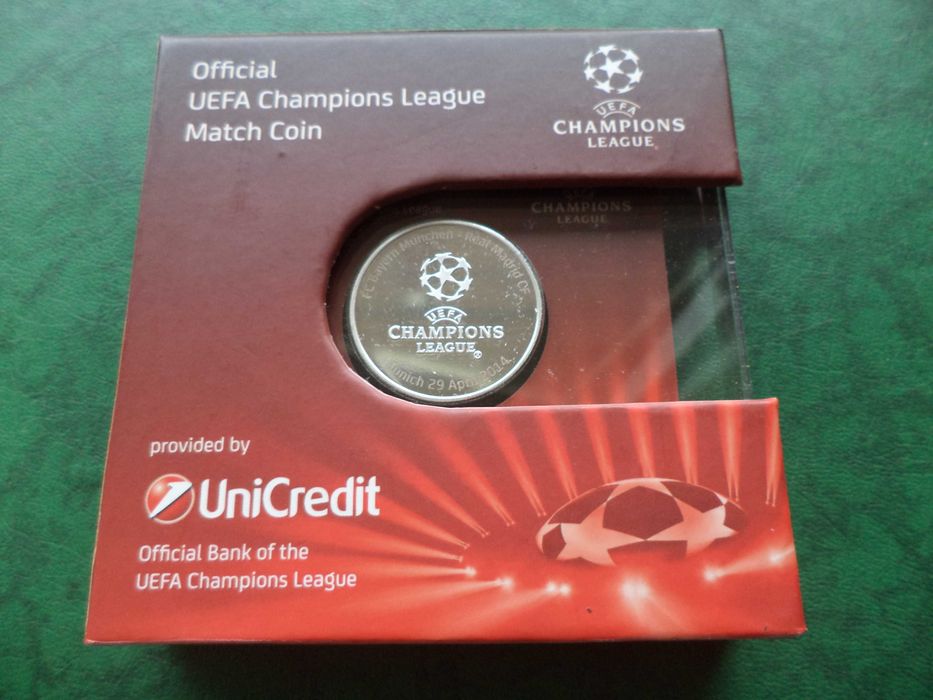 Official
UEFA Champions League
Match Coin
UEFA
CHAMPIONS
LEAGUE
CHAMPIONS
LEAGUE
FC Bayern München - Real Madrid CF
UEFA
CHAMPIONS
LEAGUE®
29 April 2014
provided by
UniCredit
Official Bank of the
UEFA Champions League